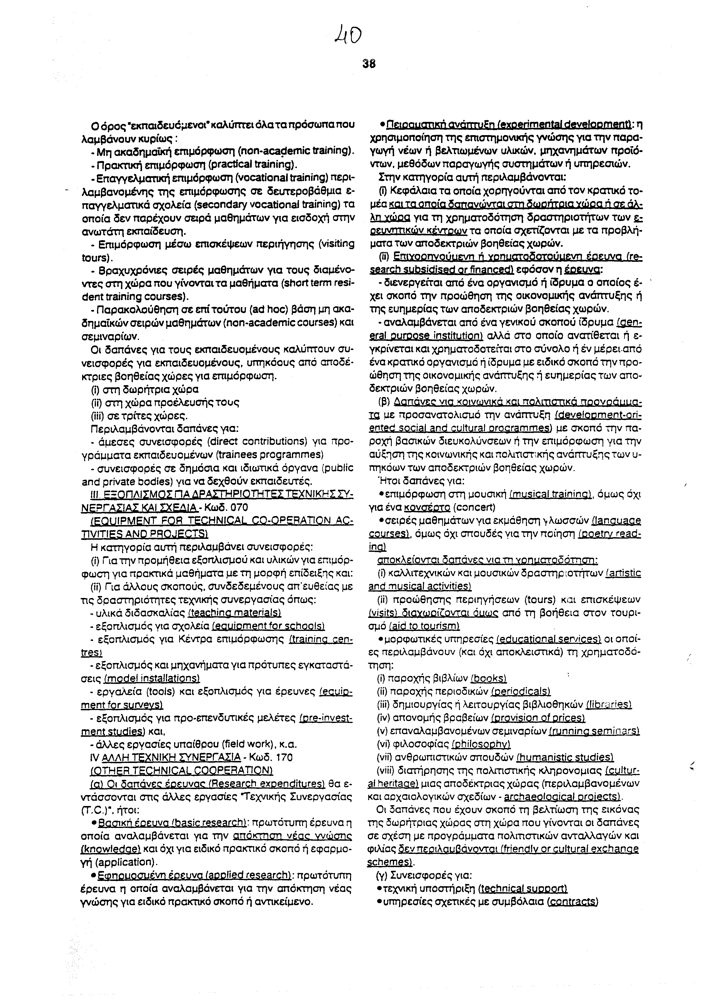 40
38
Ο όρος "εκπαιδευόμενοι" καλύπτει όλα τα πρόσωπα που
λαμβάνουν κυρίως :
- Μη ακαδημαϊκή επιμόρφωση (non-academic training).
- Πρακτική επιμόρφωση (practical training).
- Επαγγελματική επιμόρφωση (vocational training) περι-
λαμβανομένης της επιμόρφωσης σε δευτεροβάθμια ε-
παγγελματικά σχολεία (secondary vocational training) τα
οποία δεν παρέχουν σειρά μαθημάτων για εισδοχή στην
ανωτάτη εκπαίδευση.
- Επιμόρφωση μέσω επισκέψεων περιήγησης (visiting
tours).
- Βραχυχρόνιες σειρές μαθημάτων για τους διαμένο-
ντες στη χώρα που γίνονται τα μαθήματα (short term resi-
dent training courses).
- Παρακολούθηση σε επί τούτου (ad hoc) βάση μη ακα-
δημαϊκών σειρών μαθημάτων (non-academic courses) και
σεμιναρίων.
Οι δαπάνες για τους εκπαιδευομένους καλύπτουν συ-
νεισφορές για εκπαιδευομένους, υπηκόους από αποδέ-
κτριες βοηθείας χώρες για επιμόρφωση.
(i) στη δωρήτρια χώρα
(ii) στη χώρα προέλευσής τους
(iii) σε τρίτες χώρες.
Περιλαμβάνονται δαπάνες για:
- άμεσες συνεισφορές (direct contributions) για προ-
γράμματα εκπαιδευομένων (trainees programmes)
- συνεισφορές σε δημόσια και ιδιωτικά όργανα (public
and private bodies) για να δεχθούν εκπαιδευτές.
III. ΕΞΟΠΛΙΣΜΟΣ ΓΙΑ ΔΡΑΣΤΗΡΙΟΤΗΤΕΣ ΤΕΧΝΙΚΗΣ ΣΥ-
ΝΕΡΓΑΣΙΑΣ ΚΑΙ ΣΧΕΔΙΑ - Κωδ. 070
(EQUIPMENT FOR TECHNICAL CO-OPERATION AC-
TIVITIES AND PROJECTS)
Η κατηγορία αυτή περιλαμβάνει συνεισφορές:
(i) Για την προμήθεια εξοπλισμού και υλικών για επιμόρ-
φωση για πρακτικά μαθήματα με τη μορφή επίδειξης και:
(ii) Για άλλους σκοπούς, συνδεδεμένους απ'ευθείας με
τις δραστηριότητες τεχνικής συνεργασίας όπως:
- υλικά διδασκαλίας (teaching materials)
- εξοπλισμός για σχολεία (equipment for schools)
- εξοπλισμός για Κέντρα επιμόρφωσης (training cen-
tres)
- εξοπλισμός και μηχανήματα για πρότυπες εγκαταστά-
σεις (model installations)
- εργαλεία (tools) και εξοπλισμός για έρευνες (equip-
ment for surveys)
- εξοπλισμός για προ-επενδυτικές μελέτες (pre-invest-
ment studies) και,
- άλλες εργασίες υπαίθρου (field work), κ.α.
IV ΑΛΛΗ ΤΕΧΝΙΚΗ ΣΥΝΕΡΓΑΣΙΑ - Κωδ. 170
(OTHER TECHNICAL COOPERATION)
(α) Οι δαπάνες έρευνας (Research expenditures) θα ε-
ντάσσονται στις άλλες εργασίες "Τεχνικής Συνεργασίας
(T.C.)", ήτοι:
• Βασική έρευνα (basic research): πρωτότυπη έρευνα η
οποία αναλαμβάνεται για την απόκτηση νέας γνώσης
(knowledge) και όχι για ειδικό πρακτικό σκοπό ή εφαρμο-
γή (application).
• Εφηρμοσμένη έρευνα (applied research): πρωτότυπη
έρευνα η οποία αναλαμβάνεται για την απόκτηση νέας
γνώσης για ειδικό πρακτικό σκοπό ή αντικείμενο.
• Πειραματική ανάπτυξη (experimental development): η
χρησιμοποίηση της επιστημονικής γνώσης για την παρα-
γωγή νέων ή βελτιωμένων υλικών, μηχανημάτων προϊό-
ντων, μεθόδων παραγωγής συστημάτων ή υπηρεσιών.
Στην κατηγορία αυτή περιλαμβάνονται:
(i) Κεφάλαια τα οποία χορηγούνται από τον κρατικό το-
μέα και τα οποία δαπανώνται στη δωρήτρια χώρα ή σε άλ-
λη χώρα για τη χρηματοδότηση δραστηριοτήτων των ε-
ρευνητικών κέντρων τα οποία σχετίζονται με τα προβλή-
ματα των αποδεκτριών βοηθείας χωρών.
(ii) Επιχορηγούμενη ή χρηματοδοτούμενη έρευνα (re-
search subsidised or financed) εφόσον η έρευνα:
- διενεργείται από ένα οργανισμό ή ίδρυμα ο οποίος έ-
χει σκοπό την προώθηση της οικονομικής ανάπτυξης ή
της ευημερίας των αποδεκτριών βοηθείας χωρών.
- αναλαμβάνεται από ένα γενικού σκοπού ίδρυμα (gen-
eral purpose institution) αλλά στο οποίο ανατίθεται ή ε-
γκρίνεται και χρηματοδοτείται στο σύνολο ή έν μέρει από
ένα κρατικό οργανισμό ή ίδρυμα με ειδικό σκοπό την προ-
ώθηση της οικονομικής ανάπτυξης ή ευημερίας των απο-
δεκτριών βοηθείας χωρών.
(β) Δαπάνες για κοινωνικά και πολιτιστικά προγράμμα-
τα με προσανατολισμό την ανάπτυξη (development-ori-
ented social and cultural programmes) με σκοπό την πα-
ροχή βασικών διευκολύνσεων ή την επιμόρφωση για την
αύξηση της κοινωνικής και πολιτιστικής ανάπτυξης των υ-
πηκόων των αποδεκτριών βοηθείας χωρών.
Ήτοι δαπάνες για:
• επιμόρφωση στη μουσική (musical training), όμως όχι
για ένα κονσέρτο (concert)
• σειρές μαθημάτων για εκμάθηση γλωσσών (language
courses), όμως όχι σπουδές για την ποίηση (poetry read-
ing)
αποκλείονται δαπάνες για τη χρηματοδότηση:
(i) καλλιτεχνικών και μουσικών δραστηριοτήτων (artistic
and musical activities)
(ii) προώθησης περιηγήσεων (tours) και επισκέψεων
(visits) διαχωρίζονται όμως από τη βοήθεια στον τουρι-
σμό (aid to tourism)
• μορφωτικές υπηρεσίες (educational services) οι οποί-
ες περιλαμβάνουν (και όχι αποκλειστικά) τη χρηματοδό-
τηση:
(i) παροχής βιβλίων (books)
(ii) παροχής περιοδικών (periodicals)
(iii) δημιουργίας ή λειτουργίας βιβλιοθηκών (libraries)
(iv) απονομής βραβείων (provision of prices)
(v) επαναλαμβανομένων σεμιναρίων (running seminars)
(vi) φιλοσοφίας (philosophy)
(vii) ανθρωπιστικών σπουδών (humanistic studies)
(viii) διατήρησης της πολιτιστικής κληρονομιας (cultur-
al heritage) μιας αποδέκτριας χώρας (περιλαμβανομένων
και αρχαιολογικών σχεδίων - archaeological projects).
Οι δαπάνες που έχουν σκοπό τη βελτίωση της εικόνας
της δωρήτριας χώρας στη χώρα που γίνονται οι δαπάνες
σε σχέση με προγράμματα πολιτιστικών ανταλλαγών και
φιλίας δεν περιλαμβάνονται (friendly or cultural exchange
schemes).
(γ) Συνεισφορές για:
• τεχνική υποστήριξη (technical support)
• υπηρεσίες σχετικές με συμβόλαια (contracts)